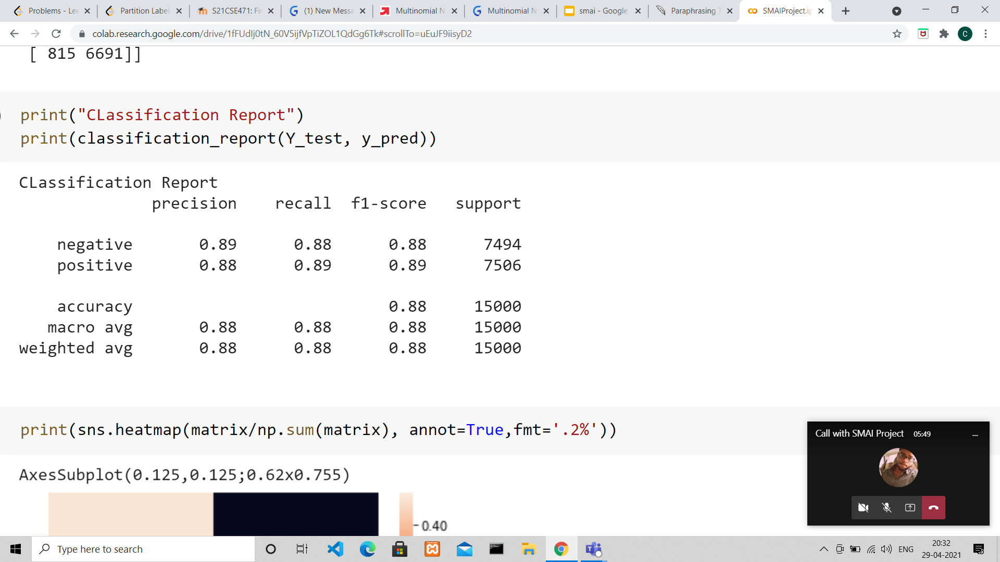 Problems - Lee
Partition Label
S21CSE471: Fin
(1) New Messa
Multinomial N
Multinomial N
smai - Google
Paraphrasing T
SMAIProject.ip
colab.research.google.com/drive/1fFUdIj0tN_60V5ijfVpTiZOL1QdGg6Tk#scrollTo=uEuJF9iisyD2
C
[ 815 6691]]
print("CLassification Report")
print(classification_report(Y_test, y_pred))
CLassification Report
precision recall f1-score support
negative 0.89 0.88 0.88 7494
positive 0.88 0.89 0.89 7506
accuracy 0.88 15000
macro avg 0.88 0.88 0.88 15000
weighted avg 0.88 0.88 0.88 15000
print(sns.heatmap(matrix/np.sum(matrix), annot=True,fmt='.2%'))
AxesSubplot(0.125,0.125;0.62x0.755)
0.40
Call with SMAI Project 05:49
Type here to search
ENG
20:32
29-04-2021